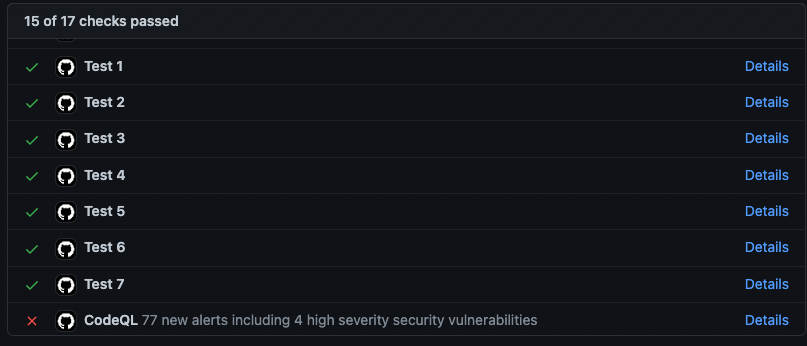 15 of 17 checks passed
Test 1 Details
Test 2 Details
Test 3 Details
Test 4 Details
Test 5 Details
Test 6 Details
Test 7 Details
CodeQL 77 new alerts including 4 high severity security vulnerabilities Details